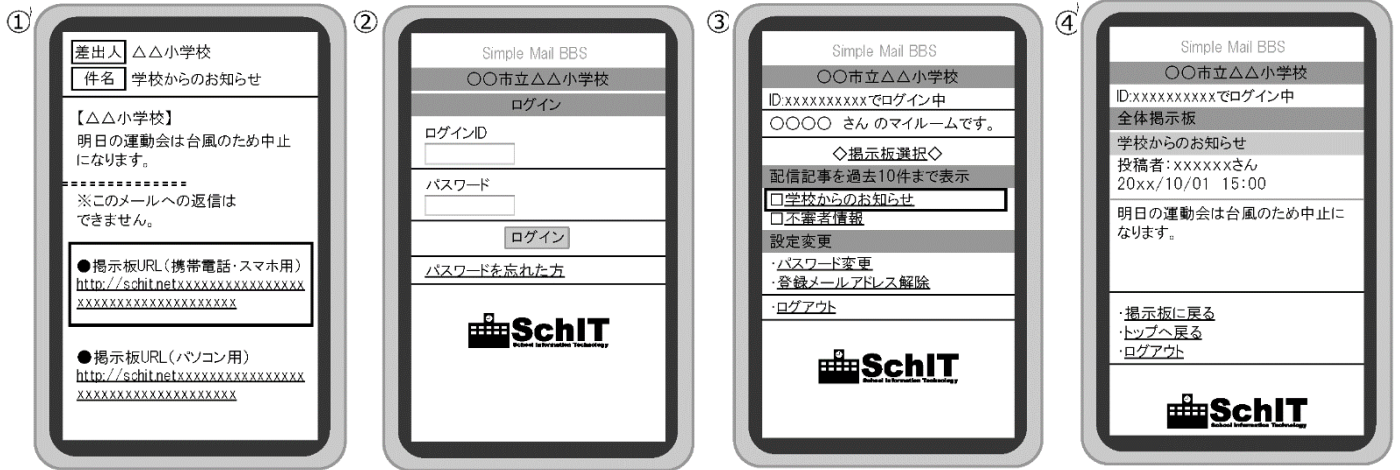 ①
差出人 △△小学校
件名 学校からのお知らせ
【△△小学校】
明日の運動会は台風のため中止
になります。
※このメールへの返信は
できません。
●掲示板URL(携帯電話・スマホ用)
http://schit.netxxxxxxxxxxxxxxxx
xxxxxxxxxxxxxxxxxxxx
●掲示板URL(パソコン用)
http://schit.netxxxxxxxxxxxxxxxx
xxxxxxxxxxxxxxxxxxxx
②
Simple Mail BBS
〇〇市立△△小学校
ログイン
ログインID
パスワード
ログイン
パスワードを忘れた方
SchIT
School Information Technology
③
Simple Mail BBS
〇〇市立△△小学校
ID:xxxxxxxxxxでログイン中
〇〇〇〇 さん のマイルームです。
◇掲示板選択◇
配信記事を過去10件まで表示
□学校からのお知らせ
□不審者情報
設定変更
・パスワード変更
・登録メールアドレス解除
・ログアウト
SchIT
School Information Technology
④
Simple Mail BBS
〇〇市立△△小学校
ID:xxxxxxxxxxでログイン中
全体掲示板
学校からのお知らせ
投稿者:xxxxxxさん
20xx/10/01 15:00
明日の運動会は台風のため中止に
なります。
・掲示板に戻る
・トップへ戻る
・ログアウト
SchIT
School Information Technology